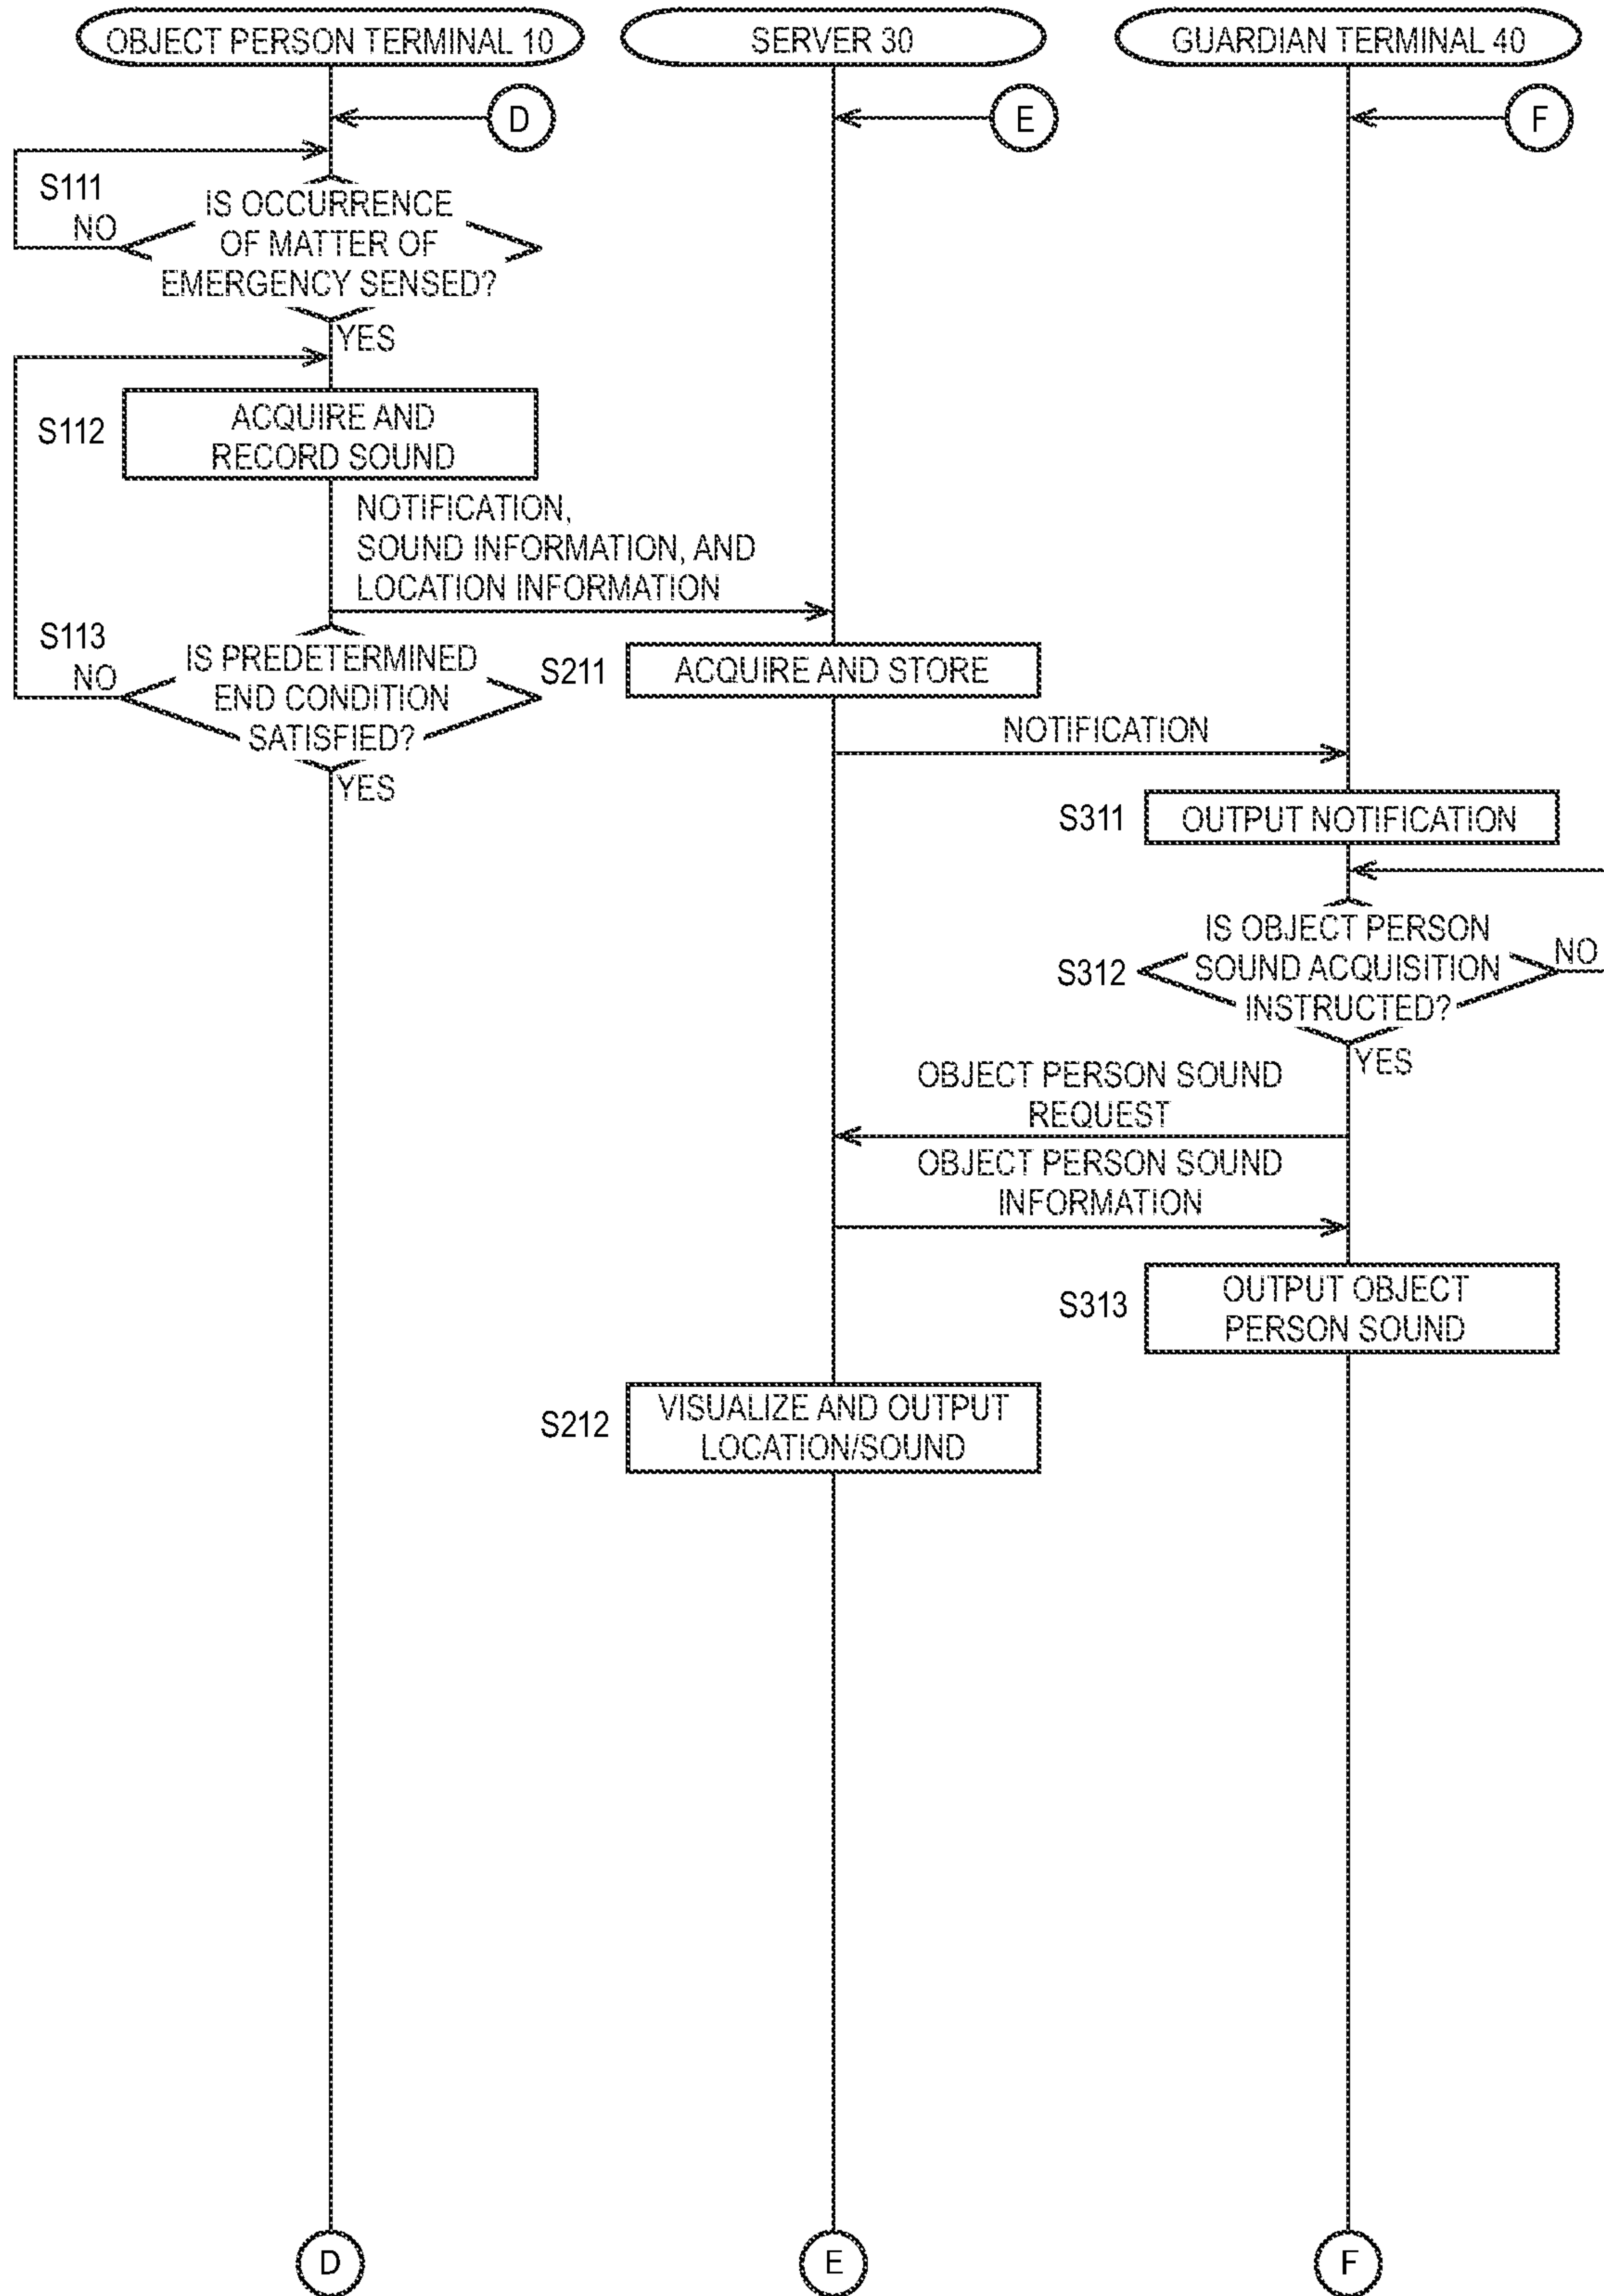 OBJECT PERSON TERMINAL 10
SERVER 30
GUARDIAN TERMINAL 40
D
E
F
S111
NO
IS OCCURRENCE
OF MATTER OF
EMERGENCY SENSED?
YES
S112
ACQUIRE AND
RECORD SOUND
NOTIFICATION,
SOUND INFORMATION, AND
LOCATION INFORMATION
S113
NO
IS PREDETERMINED
END CONDITION
SATISFIED?
YES
S211
ACQUIRE AND STORE
NOTIFICATION
S311
OUTPUT NOTIFICATION
S312
IS OBJECT PERSON
SOUND ACQUISITION
INSTRUCTED?
NO
YES
OBJECT PERSON SOUND
REQUEST
OBJECT PERSON SOUND
INFORMATION
S313
OUTPUT OBJECT
PERSON SOUND
S212
VISUALIZE AND OUTPUT
LOCATION/SOUND
D
E
F